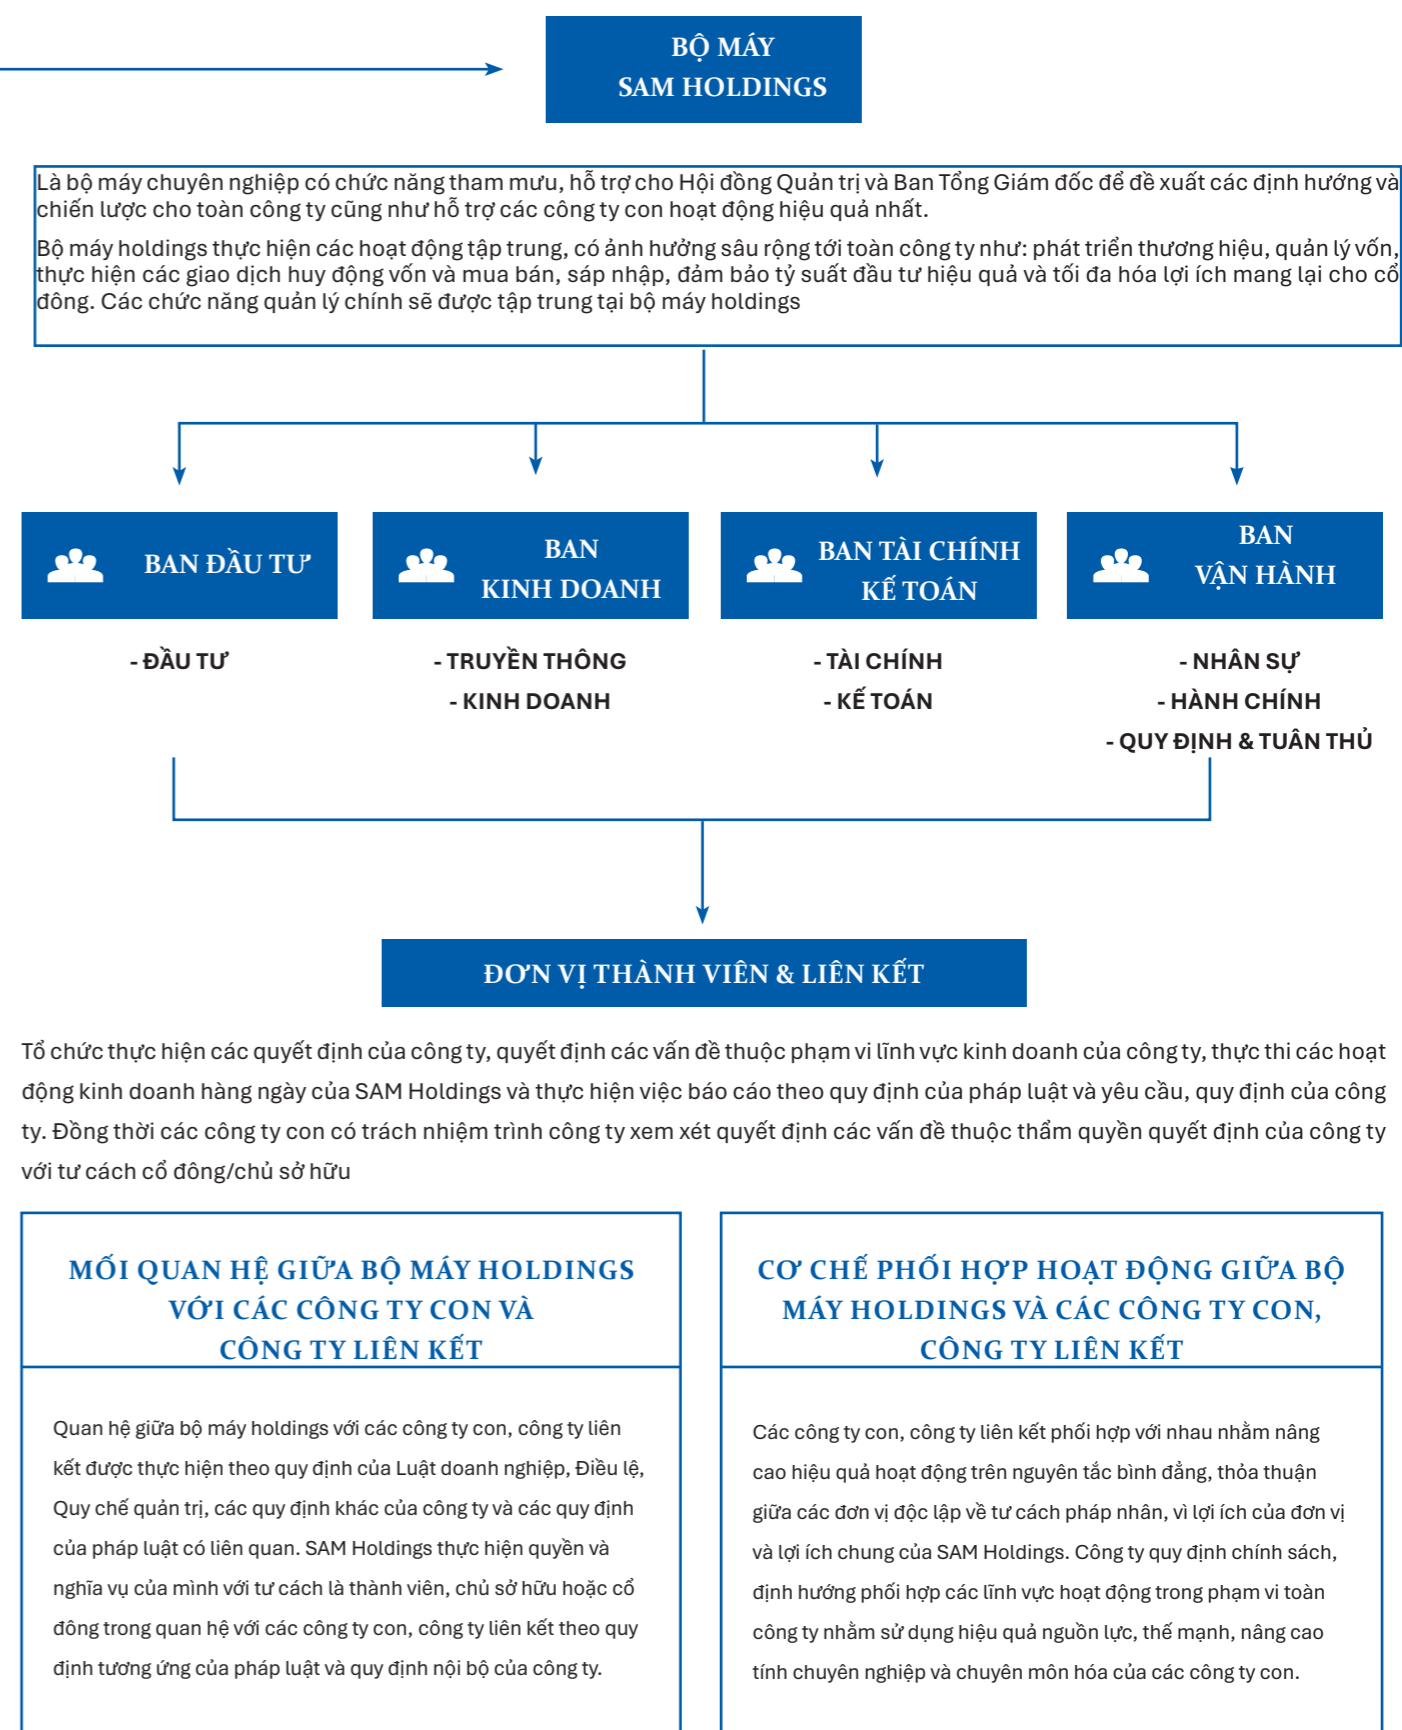 BỘ MÁY
SAM HOLDINGS
Là bộ máy chuyên nghiệp có chức năng tham mưu, hỗ trợ cho Hội đồng Quản trị và Ban Tổng Giám đốc để đề xuất các định hướng và
chiến lược cho toàn công ty cũng như hỗ trợ các công ty con hoạt động hiệu quả nhất.
Bộ máy holdings thực hiện các hoạt động tập trung, có ảnh hưởng sâu rộng tới toàn công ty như: phát triển thương hiệu, quản lý vốn,
thực hiện các giao dịch huy động vốn và mua bán, sáp nhập, đảm bảo tỷ suất đầu tư hiệu quả và tối đa hóa lợi ích mang lại cho cổ
đông. Các chức năng quản lý chính sẽ được tập trung tại bộ máy holdings
BAN ĐẦU TƯ
- ĐẦU TƯ
BAN
KINH DOANH
- TRUYỀN THÔNG
- KINH DOANH
BAN TÀI CHÍNH
KẾ TOÁN
- TÀI CHÍNH
- KẾ TOÁN
BAN
VẬN HÀNH
- NHÂN SỰ
- HÀNH CHÍNH
- QUY ĐỊNH & TUÂN THỦ
ĐƠN VỊ THÀNH VIÊN & LIÊN KẾT
Tổ chức thực hiện các quyết định của công ty, quyết định các vấn đề thuộc phạm vi lĩnh vực kinh doanh của công ty, thực thi các hoạt
động kinh doanh hàng ngày của SAM Holdings và thực hiện việc báo cáo theo quy định của pháp luật và yêu cầu, quy định của công
ty. Đồng thời các công ty con có trách nhiệm trình công ty xem xét quyết định các vấn đề thuộc thẩm quyền quyết định của công ty
với tư cách cổ đông/chủ sở hữu
MỐI QUAN HỆ GIỮA BỘ MÁY HOLDINGS
VỚI CÁC CÔNG TY CON VÀ
CÔNG TY LIÊN KẾT
Quan hệ giữa bộ máy holdings với các công ty con, công ty liên
kết được thực hiện theo quy định của Luật doanh nghiệp, Điều lệ,
Quy chế quản trị, các quy định khác của công ty và các quy định
của pháp luật có liên quan. SAM Holdings thực hiện quyền và
nghĩa vụ của mình với tư cách là thành viên, chủ sở hữu hoặc cổ
đông trong quan hệ với các công ty con, công ty liên kết theo quy
định tương ứng của pháp luật và quy định nội bộ của công ty.
CƠ CHẾ PHỐI HỢP HOẠT ĐỘNG GIỮA BỘ
MÁY HOLDINGS VÀ CÁC CÔNG TY CON,
CÔNG TY LIÊN KẾT
Các công ty con, công ty liên kết phối hợp với nhau nhằm nâng
cao hiệu quả hoạt động trên nguyên tắc bình đẳng, thỏa thuận
giữa các đơn vị độc lập về tư cách pháp nhân, vì lợi ích của đơn vị
và lợi ích chung của SAM Holdings. Công ty quy định chính sách,
định hướng phối hợp các lĩnh vực hoạt động trong phạm vi toàn
công ty nhằm sử dụng hiệu quả nguồn lực, thế mạnh, nâng cao
tính chuyên nghiệp và chuyên môn hóa của các công ty con.